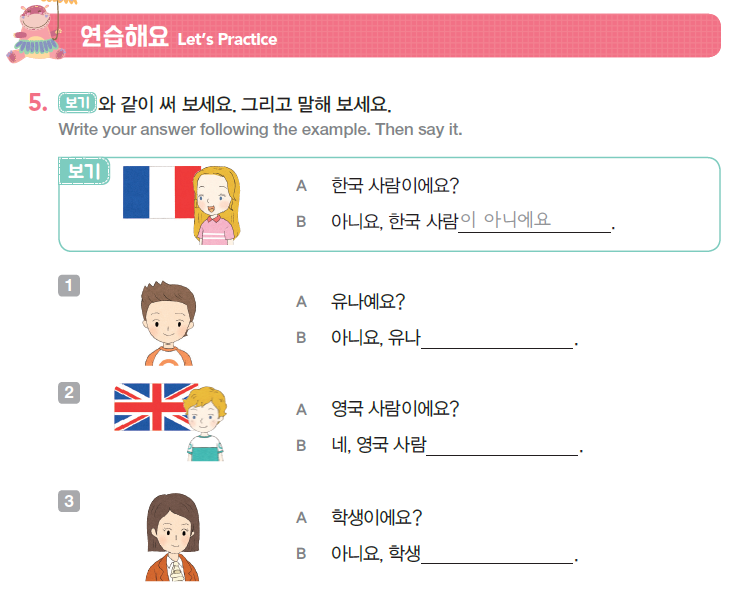 연습해요 Let's Practice
5. 보기와 같이 써 보세요. 그리고 말해 보세요.
Write your answer following the example. Then say it.
보기
A 한국 사람이에요?
B 아니요, 한국 사람이 아니에요.
1
A 유나예요?
B 아니요, 유나.
2
A 영국 사람이에요?
B 네, 영국 사람.
3
A 학생이에요?
B 아니요, 학생.